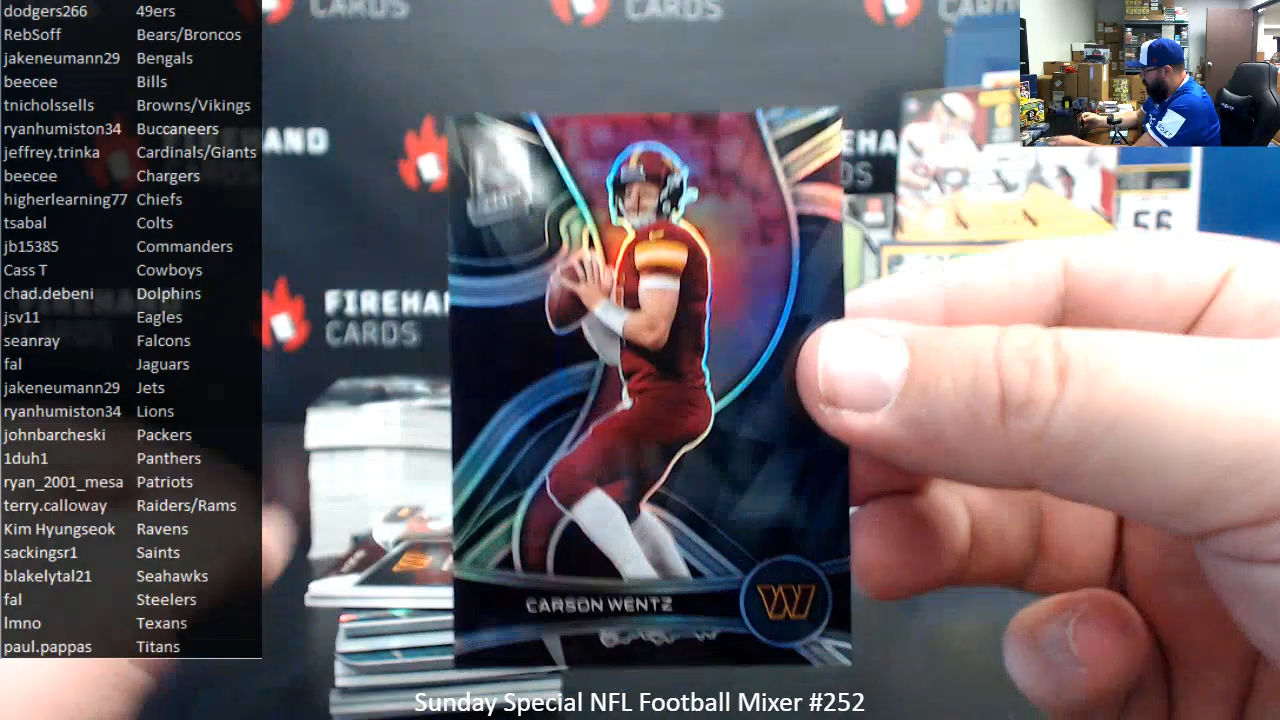 dodgers266 49ers
RebSoff Bears/Broncos
jakeneumann29 Bengals
beecee Bills
tnichossells Browns/Vikings
ryanhumiston34 Buccaneers
jeffrey.trinka Cardinals/Giants
beecee Chargers
higherlearning77 Chiefs
tsabal Colts
jb15385 Commanders
Cass T Cowboys
chad.debeni Dolphins
jsv11 Eagles
seanray Falcons
fal Jaguars
jakeneumann29 Jets
ryanhumiston34 Lions
johnbarcheski Packers
1duh1 Panthers
ryan_2001_mesa Patriots
terry.calloway Raiders/Rams
Kim Hyungseok Ravens
sackingsr1 Saints
blakelytal21 Seahawks
fal Steelers
lmno Texans
paul.pappas Titans
CARDS
CARDS
FIREHAND
CARDS
56
CARSON WENTZ
W
Sunday Special NFL Football Mixer #252